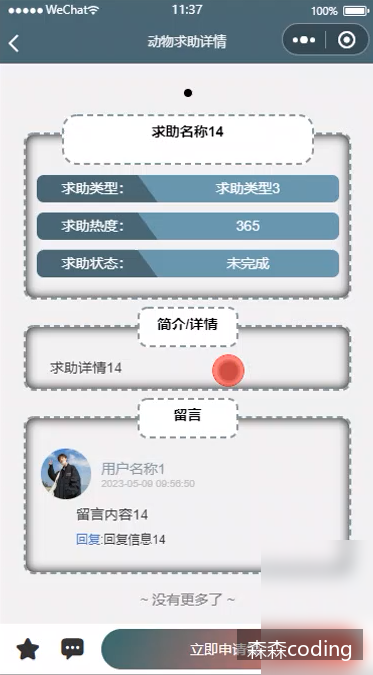 WeChat 11:37 100%
动物求助详情
求助名称14
求助类型： 求助类型3
求助热度： 365
求助状态： 未完成
简介/详情
求助详情14
留言
用户名称1
2023-05-09 09:56:50
留言内容14
回复:回复信息14
~ 没有更多了 ~
立即申请
森森coding